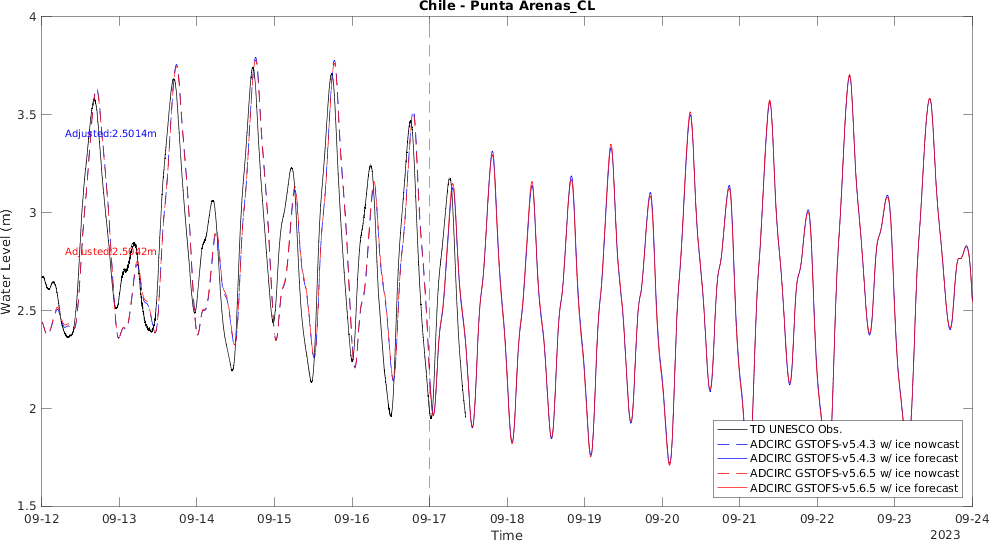 Chile - Punta Arenas_CL
4
3.5
3
2.5
2
1.5
Water Level (m)
Adjusted:2.5014m
Adjusted:2.5042m
TD UNESCO Obs.
ADCIRC GSTOFS-v5.4.3 w/ ice nowcast
ADCIRC GSTOFS-v5.4.3 w/ ice forecast
ADCIRC GSTOFS-v5.6.5 w/ ice nowcast
ADCIRC GSTOFS-v5.6.5 w/ ice forecast
09-12 09-13 09-14 09-15 09-16 09-17 09-18 09-19 09-20 09-21 09-22 09-23 09-24
Time
2023